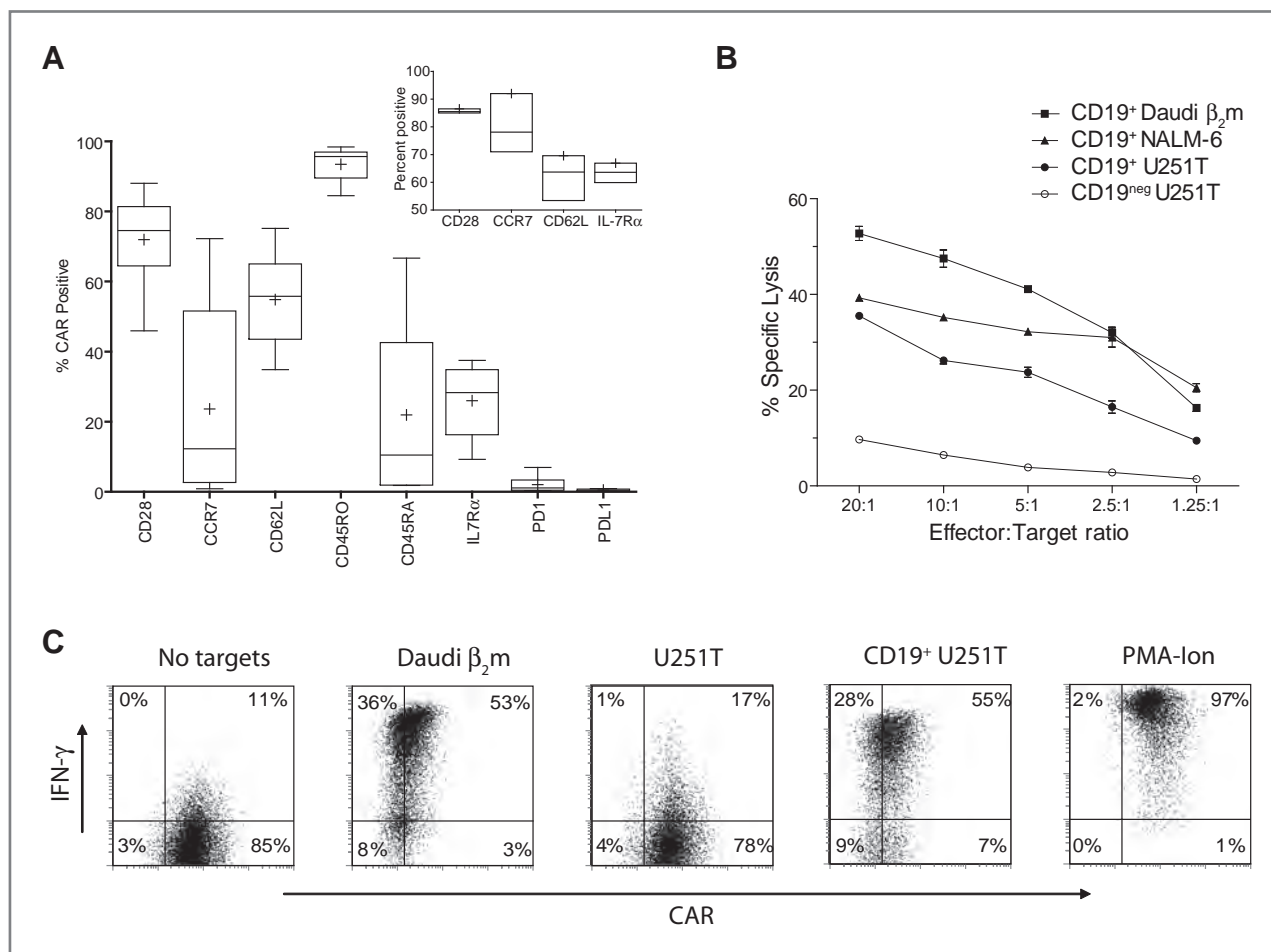 A
% CAR Positive
100
80
60
40
20
0
CD28
CCR7
CD62L
CD45RO
CD45RA
IL7Rα
PD1
PDL1
Percent positive
100
90
80
70
60
50
CD28
CCR7
CD62L
IL-7Rα
B
CD19⁺ Daudi β₂m
CD19⁺ NALM-6
CD19⁺ U251T
CD19ⁿᵉᵍ U251T
% Specific Lysis
60
40
20
0
20:1
10:1
5:1
2.5:1
1.25:1
Effector:Target ratio
C
IFN-γ
No targets
0% 11%
3% 85%
Daudi β₂m
36% 53%
8% 3%
U251T
1% 17%
4% 78%
CD19⁺ U251T
28% 55%
9% 7%
PMA-Ion
2% 97%
0% 1%
CAR